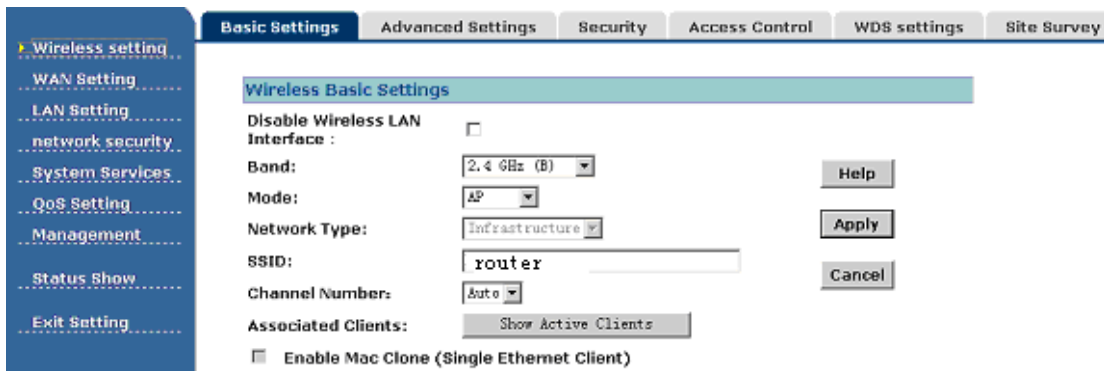 Basic Settings Advanced Settings Security Access Control WDS settings Site Survey
Wireless setting
WAN Setting
LAN Setting
network security
System Services
QoS Setting
Management
Status Show
Exit Setting
Wireless Basic Settings
Disable Wireless LAN
Interface :
Band: 2.4 GHz (B)
Mode: AP
Network Type: Infrastructure
SSID: router
Channel Number: Auto
Associated Clients: Show Active Clients
Enable Mac Clone (Single Ethernet Client)
Help
Apply
Cancel